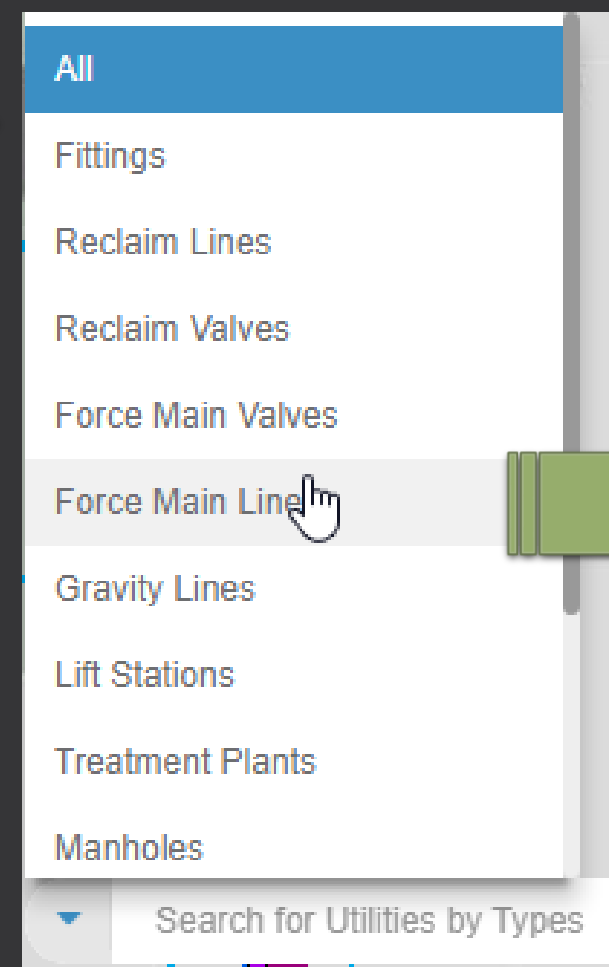 All
Fittings
Reclaim Lines
Reclaim Valves
Force Main Valves
Force Main Line
Gravity Lines
Lift Stations
Treatment Plants
Manholes
Search for Utilities by Types